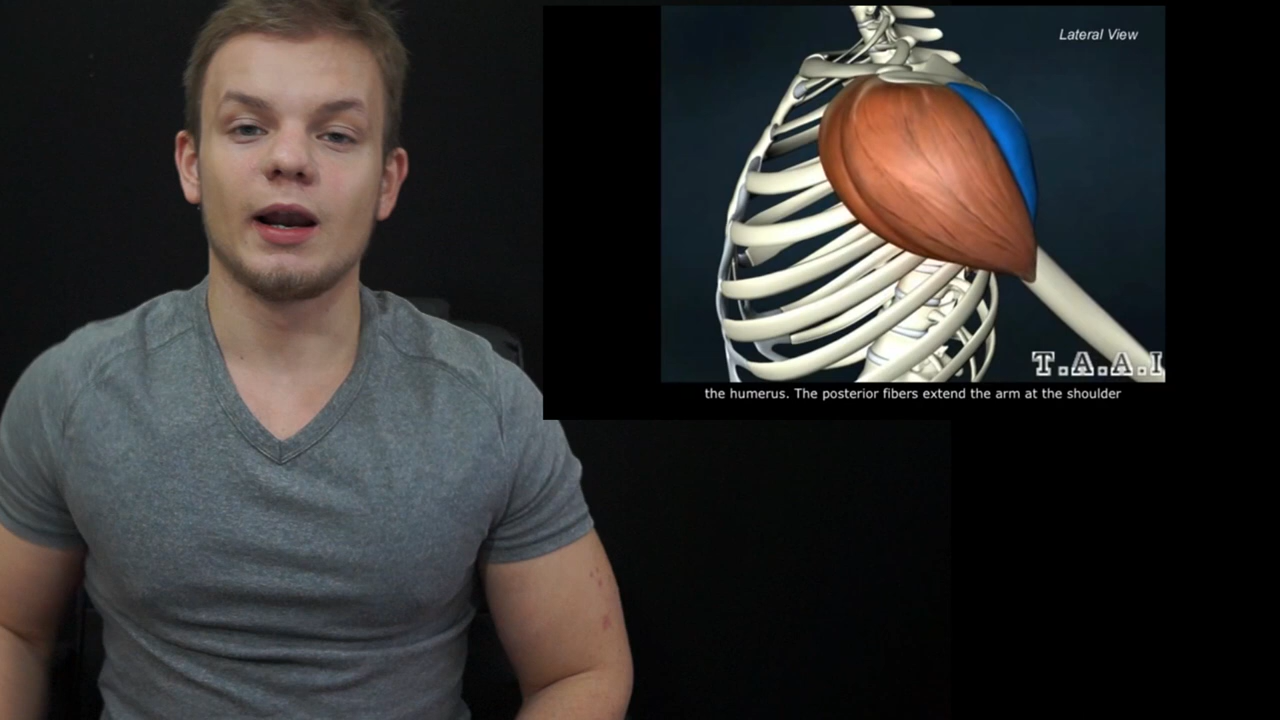 Lateral View
T.A.A.I
the humerus. The posterior fibers extend the arm at the shoulder